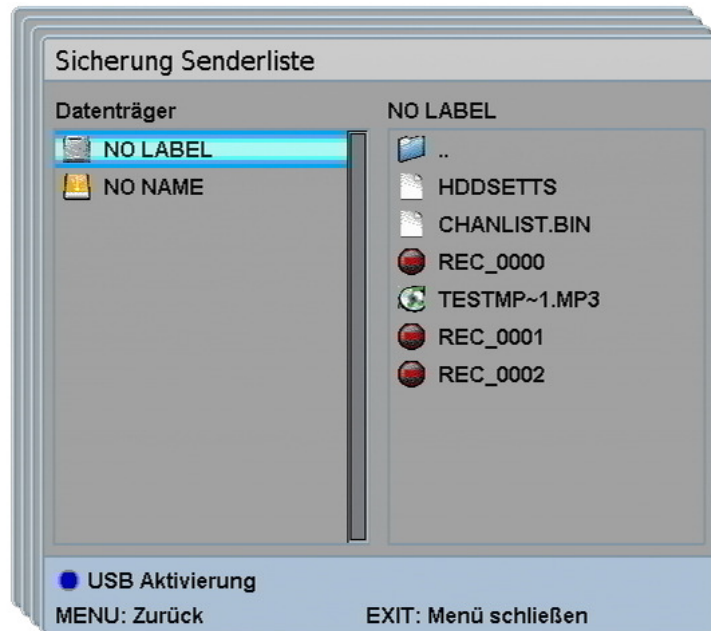 Sicherung Senderliste
Datenträger
NO LABEL
NO NAME
NO LABEL
..
HDDSETTS
CHANLIST.BIN
REC_0000
TESTMP~1.MP3
REC_0001
REC_0002
USB Aktivierung
MENU: Zurück
EXIT: Menü schließen